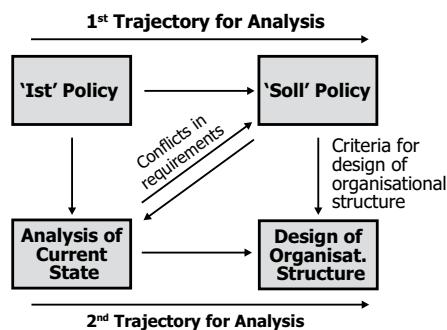 1st Trajectory for Analysis
‘Ist’ Policy
‘Soll’ Policy
Conflicts in
requirements
Criteria for
design of
organisational
structure
Analysis of
Current
State
Design of
Organisat.
Structure
2nd Trajectory for Analysis